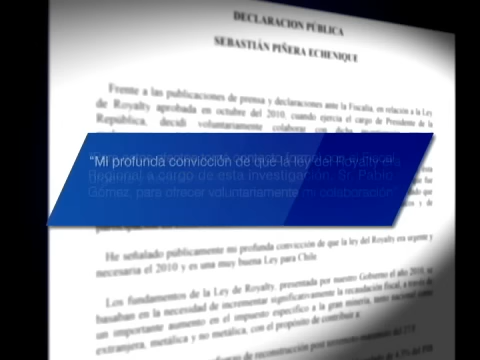 DECLARACION PÚBLICA
SEBASTIÁN PIÑERA ECHENIQUE
Frente a las publicaciones de prensa y declaraciones ante la Fiscalía, en relación a la Ley
de Royalty aprobada en octubre del 2010, cuando ejercía el cargo de Presidente de la
República, decidí voluntariamente colaborar con dicha
“Mi profunda convicción de que la ley del Royalty era
Regional a cargo de esta investigación, Sr. Pablo
Gómez, para ofrecer voluntariamente mi colaboración”
He señalado públicamente mi profunda convicción de que la ley del Royalty era urgente y
necesaria el 2010 y es una muy buena Ley para Chile
Los fundamentos de la Ley de Royalty, presentada por nuestro Gobierno el año 2010, se
basaban en la necesidad de incrementar significativamente la recaudación fiscal, a través de
un importante aumento en el impuesto específico a la gran minería, tanto nacional como
extranjera, metálica y no metálica, con el propósito de contribuir a:
de reconstrucción post terremoto